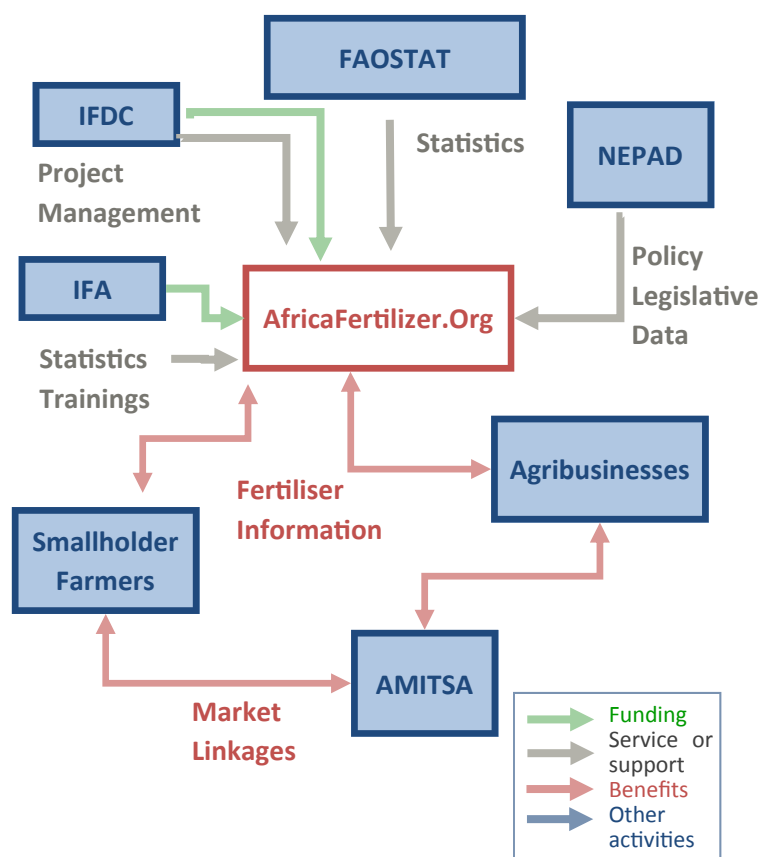 FAOSTAT
IFDC
Statistics
NEPAD
Project
Management
Policy
Legislative
Data
IFA
AfricaFertilizer.Org
Statistics
Trainings
Agribusinesses
Fertiliser
Information
Smallholder
Farmers
AMITSA
Market
Linkages
Funding
Service or
support
Benefits
Other
activities